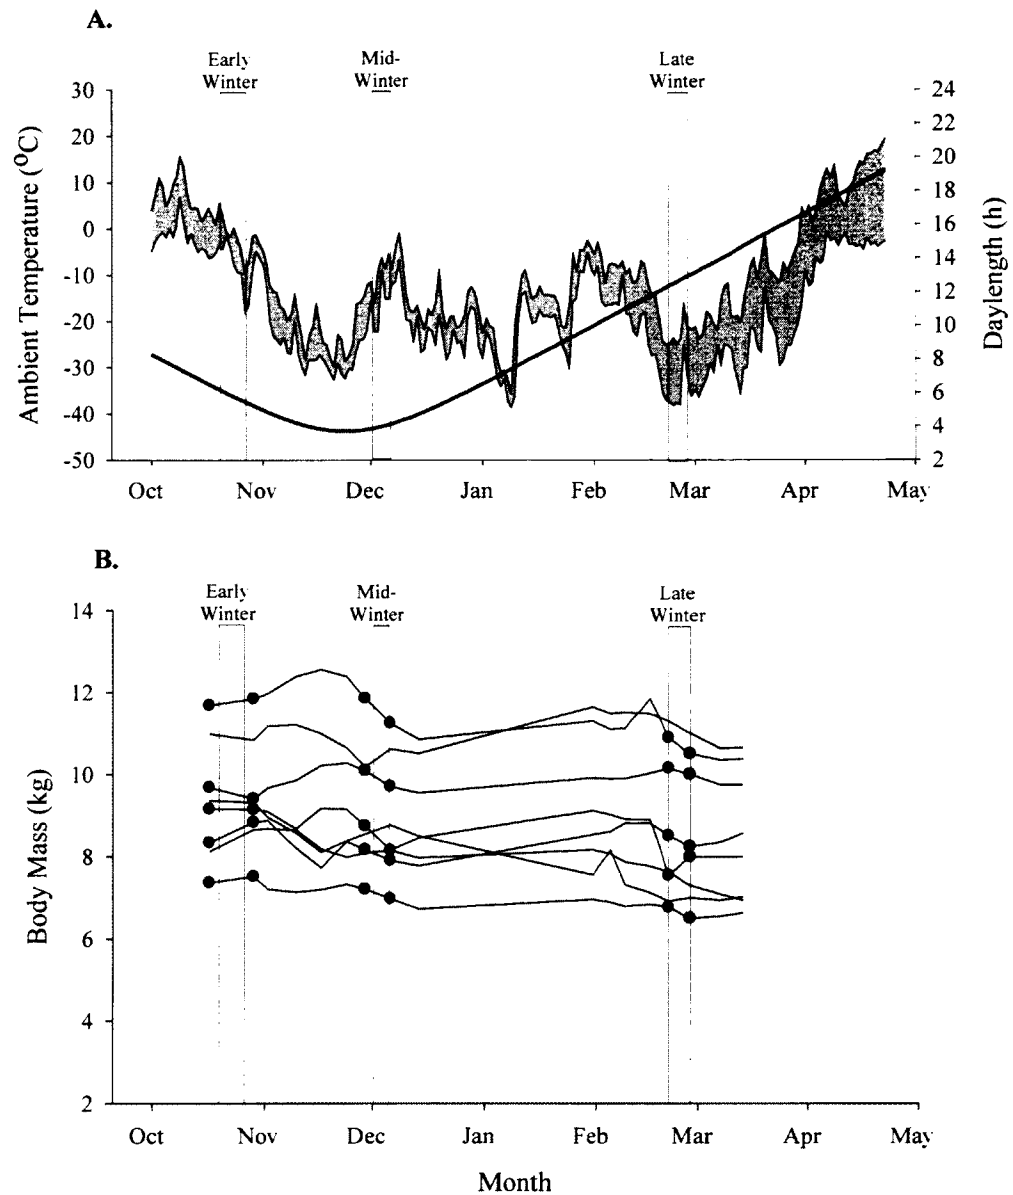 A.
Early
Winter
Mid-
Winter
Late
Winter
30
20
10
0
-10
-20
-30
-40
-50
Ambient Temperature (⁰C)
24
22
20
18
16
14
12
10
8
6
4
2
Daylength (h)
Oct Nov Dec Jan Feb Mar Apr May
B.
Early
Winter
Mid-
Winter
Late
Winter
14
12
10
8
6
4
2
Body Mass (kg)
Oct Nov Dec Jan Feb Mar Apr May
Month